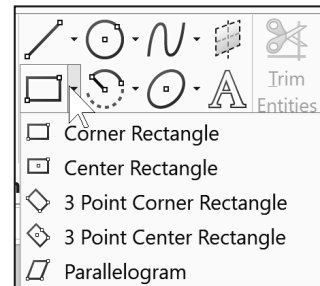 Trim
Entities
Corner Rectangle
Center Rectangle
3 Point Corner Rectangle
3 Point Center Rectangle
Parallelogram